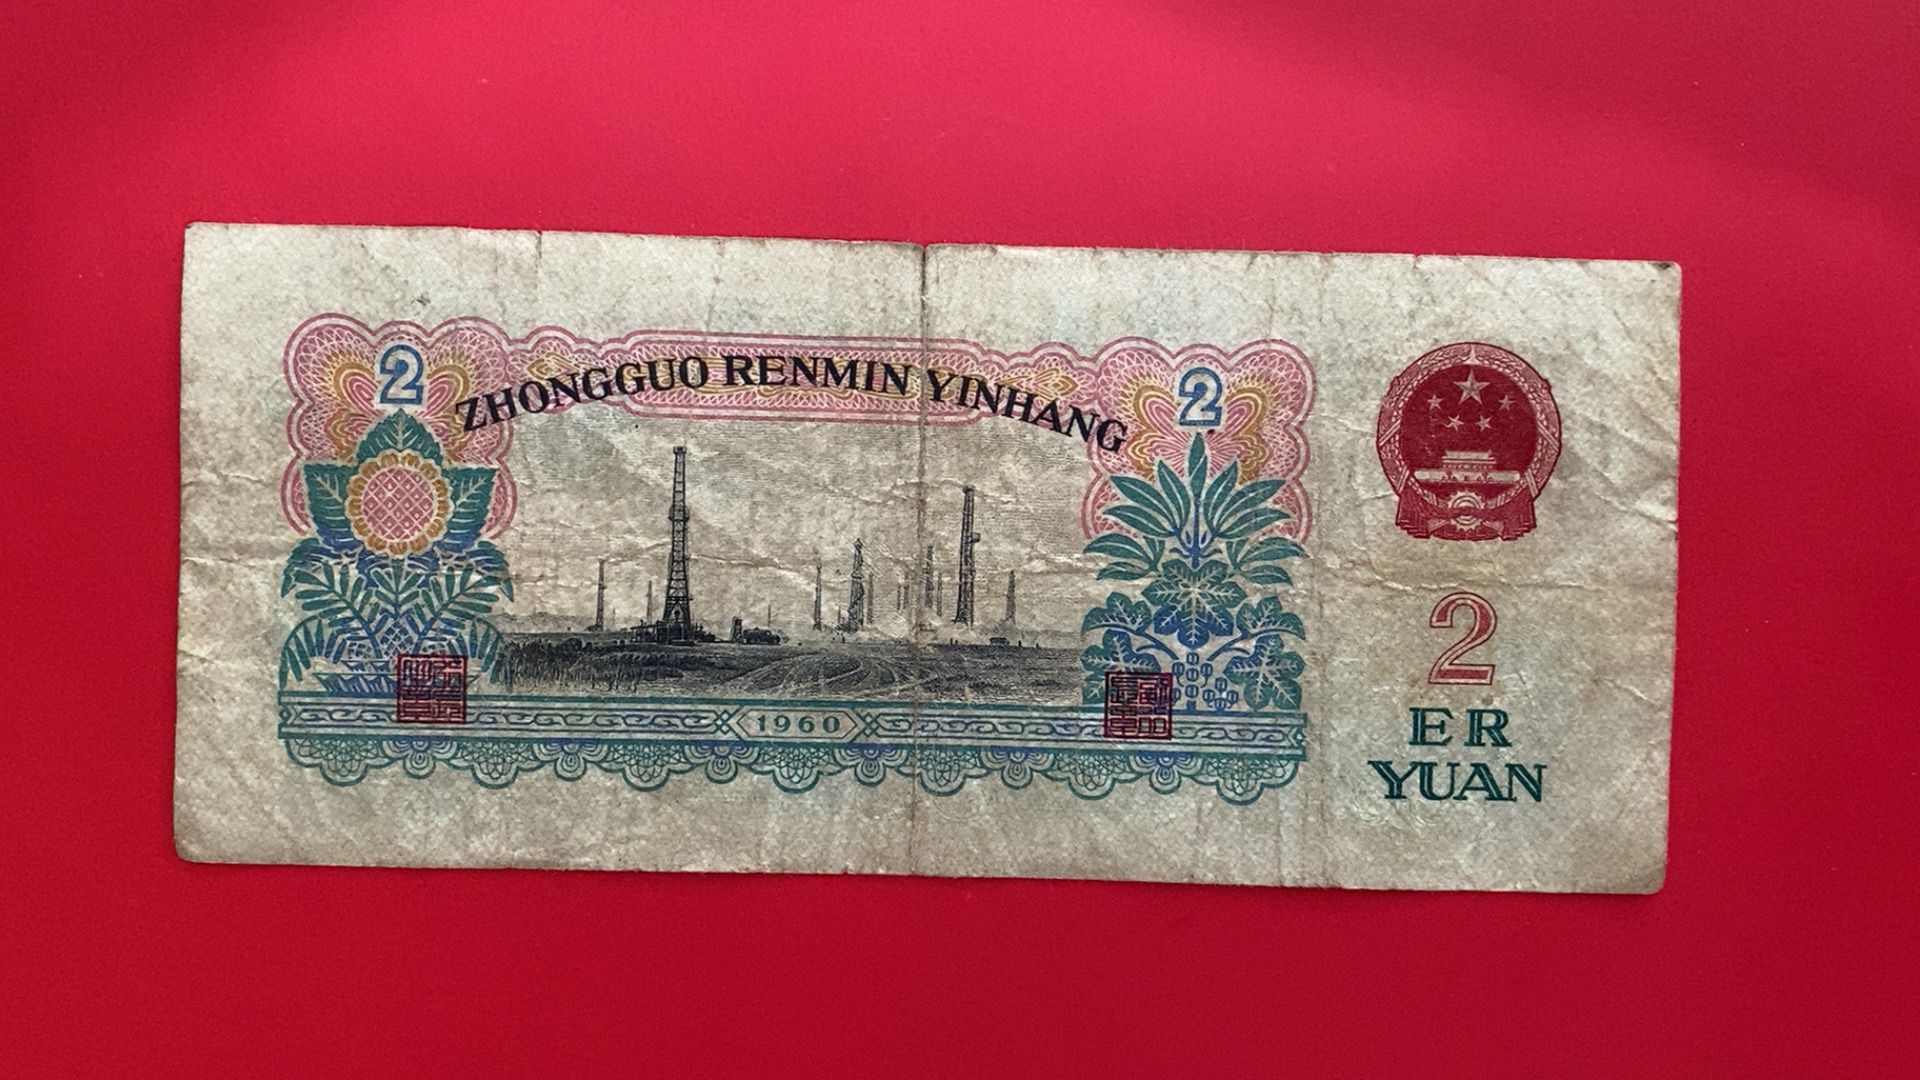 2 2
ZHONGGUO RENMIN YINHANG
1960
2
ER
YUAN